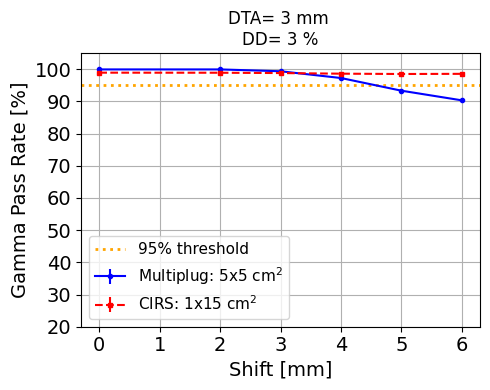 DTA= 3 mm
DD= 3 %
Gamma Pass Rate [%]
100
90
80
70
60
50
40
30
20
95% threshold
Multiplug: 5x5 cm²
CIRS: 1x15 cm²
0 1 2 3 4 5 6
Shift [mm]